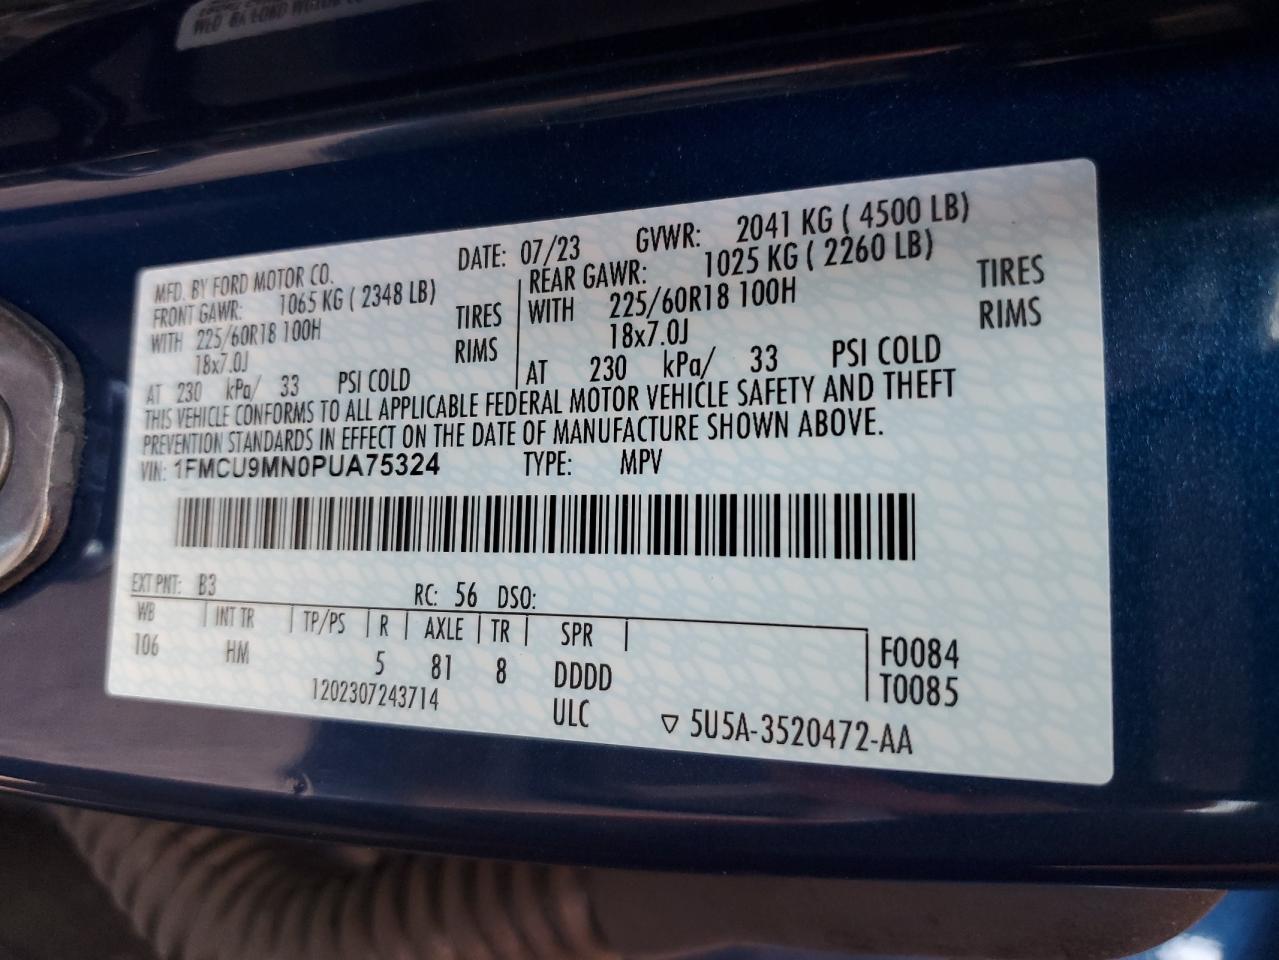 MFD. BY FORD MOTOR CO. DATE: 07/23 GVWR: 2041 KG ( 4500 LB)
FRONT GAWR: 1065 KG ( 2348 LB) REAR GAWR: 1025 KG ( 2260 LB)
WITH 225/60R18 100H TIRES WITH 225/60R18 100H TIRES
18x7.0J RIMS 18x7.0J RIMS
AT 230 kPa/ 33 PSI COLD AT 230 kPa/ 33 PSI COLD
THIS VEHICLE CONFORMS TO ALL APPLICABLE FEDERAL MOTOR VEHICLE SAFETY AND THEFT
PREVENTION STANDARDS IN EFFECT ON THE DATE OF MANUFACTURE SHOWN ABOVE.
VIN: 1FMCU9MN0PUA75324 TYPE: MPV
EXT PNT: B3 RC: 56 DSO:
WB INT TR TP/PS R AXLE TR SPR
106 HM 5 81 8 DDDD F0084
T0085
1202307243714 ULC ▽ 5U5A-3520472-AA